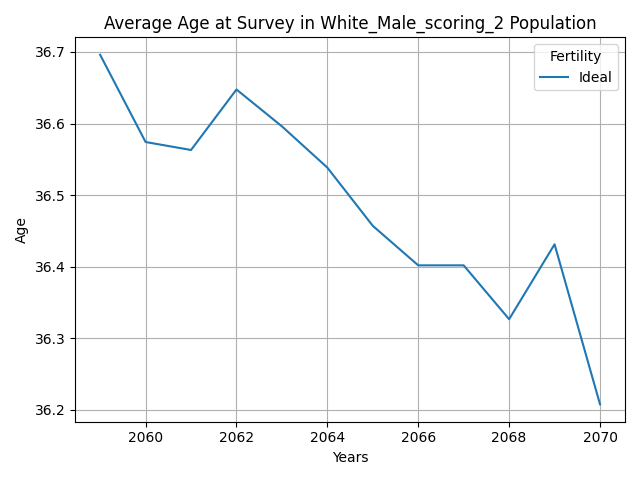 Average Age at Survey in White_Male_scoring_2 Population
Fertility
Ideal
36.7
36.6
36.5
36.4
36.3
36.2
Age
2060 2062 2064 2066 2068 2070
Years